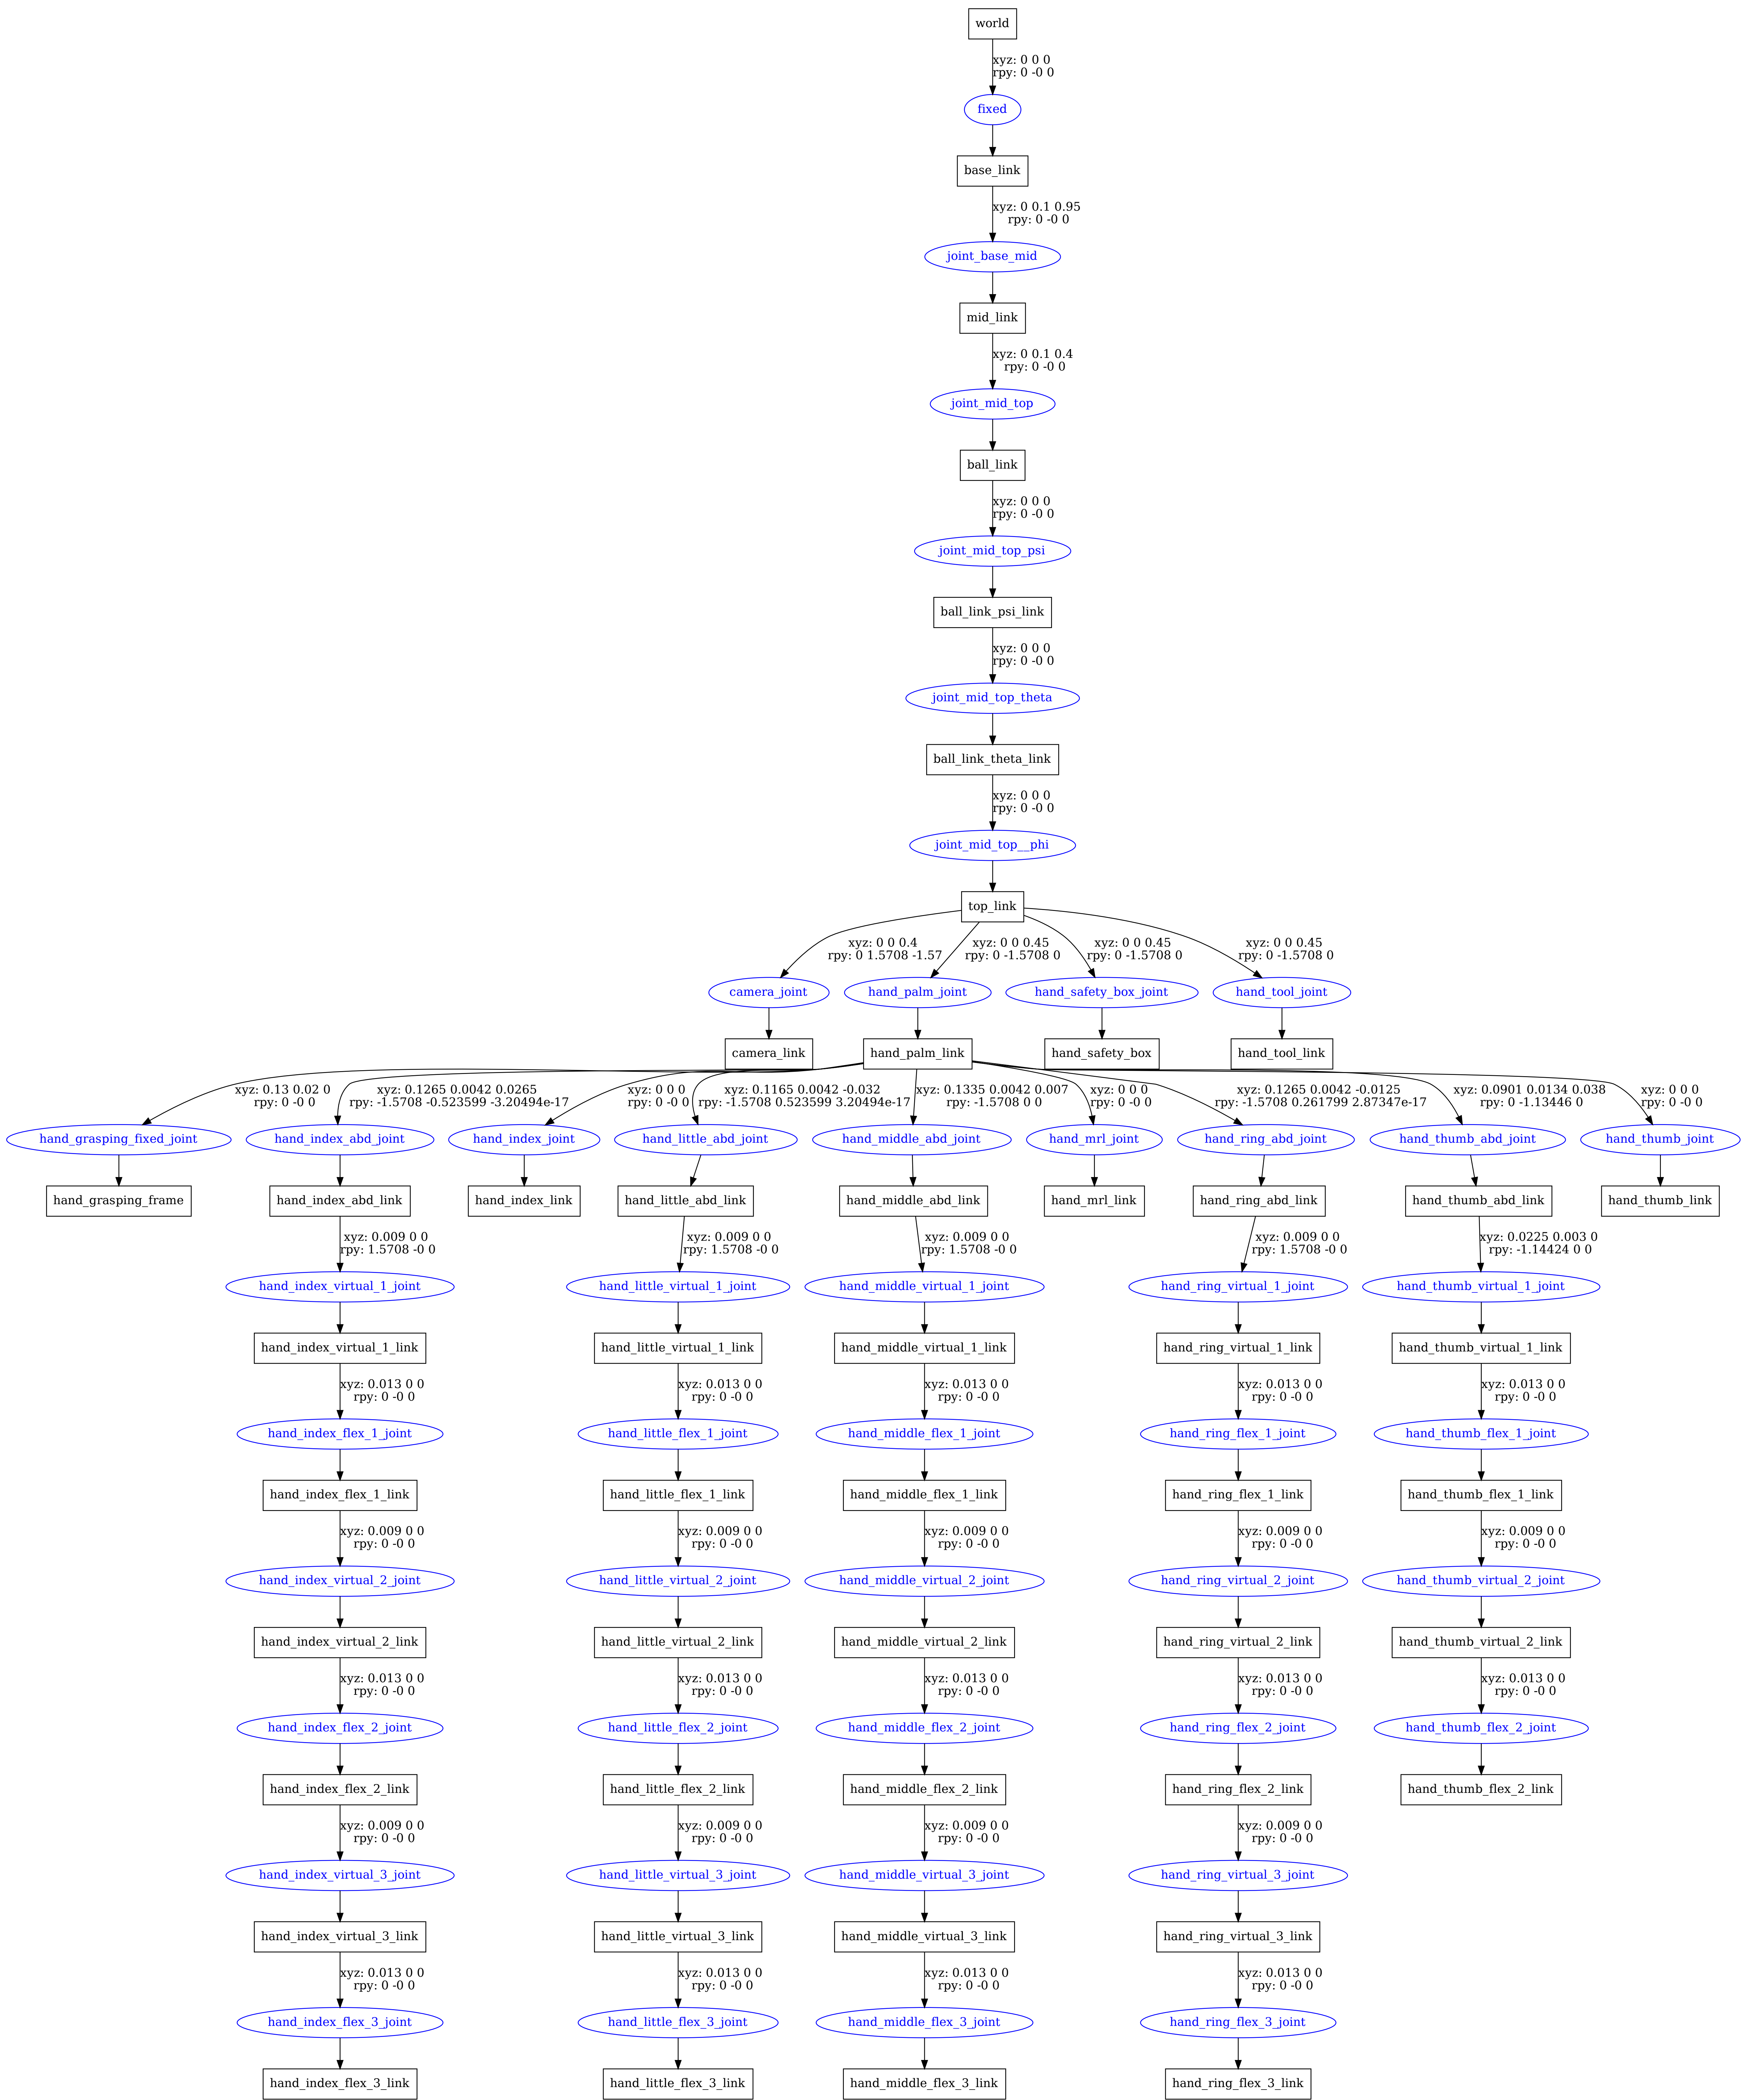 world
xyz: 0 0 0
rpy: 0 -0 0
fixed
base_link
xyz: 0 0.1 0.95
rpy: 0 -0 0
joint_base_mid
mid_link
xyz: 0 0.1 0.4
rpy: 0 -0 0
joint_mid_top
ball_link
xyz: 0 0 0
rpy: 0 -0 0
joint_mid_top_psi
ball_link_psi_link
xyz: 0 0 0
rpy: 0 -0 0
joint_mid_top_theta
ball_link_theta_link
xyz: 0 0 0
rpy: 0 -0 0
joint_mid_top__phi
top_link
xyz: 0 0 0.4 xyz: 0 0 0.45 xyz: 0 0 0.45 xyz: 0 0 0.45
rpy: 0 1.5708 -1.57 rpy: 0 -1.5708 0 rpy: 0 -1.5708 0 rpy: 0 -1.5708 0
camera_joint hand_palm_joint hand_safety_box_joint hand_tool_joint
camera_link hand_palm_link hand_safety_box hand_tool_link
xyz: 0.13 0.02 0 xyz: 0.1265 0.0042 0.0265 xyz: 0 0 0 xyz: 0.1165 0.0042 -0.032 xyz: 0.1335 0.0042 0.007 xyz: 0 0 0 xyz: 0.1265 0.0042 -0.0125 xyz: 0.0901 0.0134 0.038 xyz: 0 0 0
rpy: 0 -0 0 rpy: -1.5708 -0.523599 -3.20494e-17 rpy: 0 -0 0 rpy: -1.5708 0.523599 3.20494e-17 rpy: -1.5708 0 0 rpy: 0 -0 0 rpy: -1.5708 0.261799 2.87347e-17 rpy: 0 -1.13446 0 rpy: 0 -0 0
hand_grasping_fixed_joint hand_index_abd_joint hand_index_joint hand_little_abd_joint hand_middle_abd_joint hand_mrl_joint hand_ring_abd_joint hand_thumb_abd_joint hand_thumb_joint
hand_grasping_frame hand_index_abd_link hand_index_link hand_little_abd_link hand_middle_abd_link hand_mrl_link hand_ring_abd_link hand_thumb_abd_link hand_thumb_link
xyz: 0.009 0 0 xyz: 0.009 0 0 xyz: 0.009 0 0 xyz: 0.009 0 0 xyz: 0.0225 0.003 0
rpy: 1.5708 -0 0 rpy: 1.5708 -0 0 rpy: 1.5708 -0 0 rpy: 1.5708 -0 0 rpy: -1.14424 0 0
hand_index_virtual_1_joint hand_little_virtual_1_joint hand_middle_virtual_1_joint hand_ring_virtual_1_joint hand_thumb_virtual_1_joint
hand_index_virtual_1_link hand_little_virtual_1_link hand_middle_virtual_1_link hand_ring_virtual_1_link hand_thumb_virtual_1_link
xyz: 0.013 0 0 xyz: 0.013 0 0 xyz: 0.013 0 0 xyz: 0.013 0 0 xyz: 0.013 0 0
rpy: 0 -0 0 rpy: 0 -0 0 rpy: 0 -0 0 rpy: 0 -0 0 rpy: 0 -0 0
hand_index_flex_1_joint hand_little_flex_1_joint hand_middle_flex_1_joint hand_ring_flex_1_joint hand_thumb_flex_1_joint
hand_index_flex_1_link hand_little_flex_1_link hand_middle_flex_1_link hand_ring_flex_1_link hand_thumb_flex_1_link
xyz: 0.009 0 0 xyz: 0.009 0 0 xyz: 0.009 0 0 xyz: 0.009 0 0 xyz: 0.009 0 0
rpy: 0 -0 0 rpy: 0 -0 0 rpy: 0 -0 0 rpy: 0 -0 0 rpy: 0 -0 0
hand_index_virtual_2_joint hand_little_virtual_2_joint hand_middle_virtual_2_joint hand_ring_virtual_2_joint hand_thumb_virtual_2_joint
hand_index_virtual_2_link hand_little_virtual_2_link hand_middle_virtual_2_link hand_ring_virtual_2_link hand_thumb_virtual_2_link
xyz: 0.013 0 0 xyz: 0.013 0 0 xyz: 0.013 0 0 xyz: 0.013 0 0 xyz: 0.013 0 0
rpy: 0 -0 0 rpy: 0 -0 0 rpy: 0 -0 0 rpy: 0 -0 0 rpy: 0 -0 0
hand_index_flex_2_joint hand_little_flex_2_joint hand_middle_flex_2_joint hand_ring_flex_2_joint hand_thumb_flex_2_joint
hand_index_flex_2_link hand_little_flex_2_link hand_middle_flex_2_link hand_ring_flex_2_link hand_thumb_flex_2_link
xyz: 0.009 0 0 xyz: 0.009 0 0 xyz: 0.009 0 0 xyz: 0.009 0 0
rpy: 0 -0 0 rpy: 0 -0 0 rpy: 0 -0 0 rpy: 0 -0 0
hand_index_virtual_3_joint hand_little_virtual_3_joint hand_middle_virtual_3_joint hand_ring_virtual_3_joint
hand_index_virtual_3_link hand_little_virtual_3_link hand_middle_virtual_3_link hand_ring_virtual_3_link
xyz: 0.013 0 0 xyz: 0.013 0 0 xyz: 0.013 0 0 xyz: 0.013 0 0
rpy: 0 -0 0 rpy: 0 -0 0 rpy: 0 -0 0 rpy: 0 -0 0
hand_index_flex_3_joint hand_little_flex_3_joint hand_middle_flex_3_joint hand_ring_flex_3_joint
hand_index_flex_3_link hand_little_flex_3_link hand_middle_flex_3_link hand_ring_flex_3_link